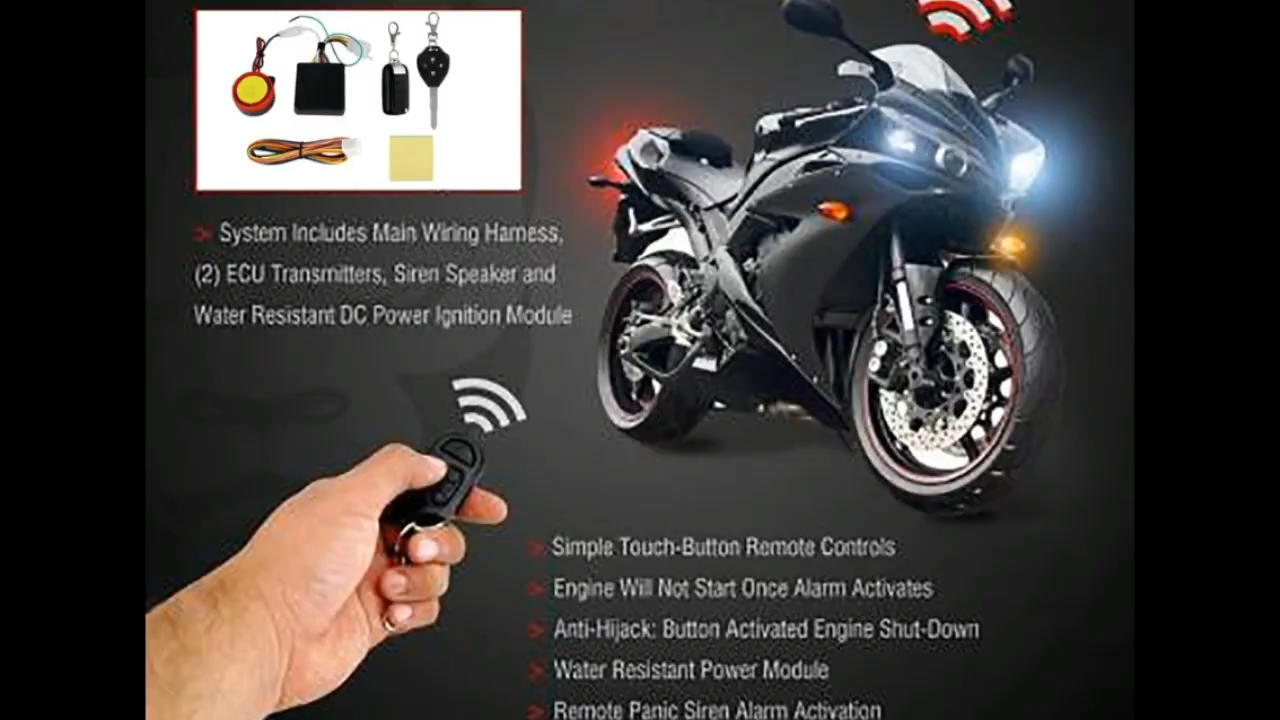 > System Includes Main Wiring Harness,
(2) ECU Transmitters, Siren Speaker and
Water Resistant DC Power Ignition Module
> Simple Touch-Button Remote Controls
> Engine Will Not Start Once Alarm Activates
> Anti-Hijack: Button Activated Engine Shut-Down
> Water Resistant Power Module
> Remote Panic Siren Alarm Activation